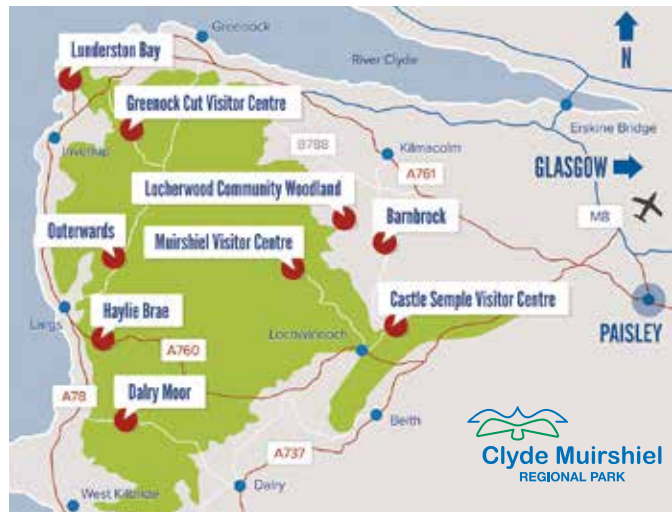 Greenock
Lunderston Bay
N
River Clyde
Greenock Cut Visitor Centre
Erskine Bridge
Inverkip
B788
Kilmacolm
GLASGOW
A761
Locherwood Community Woodland
Barnbrock
M8
Outerwards
Muirshiel Visitor Centre
Castle Semple Visitor Centre
Largs
Haylie Brae
Lochwinnoch
PAISLEY
A760
A78
Dalry Moor
Beith
A737
Clyde Muirshiel
REGIONAL PARK
West Kilbride
Dalry